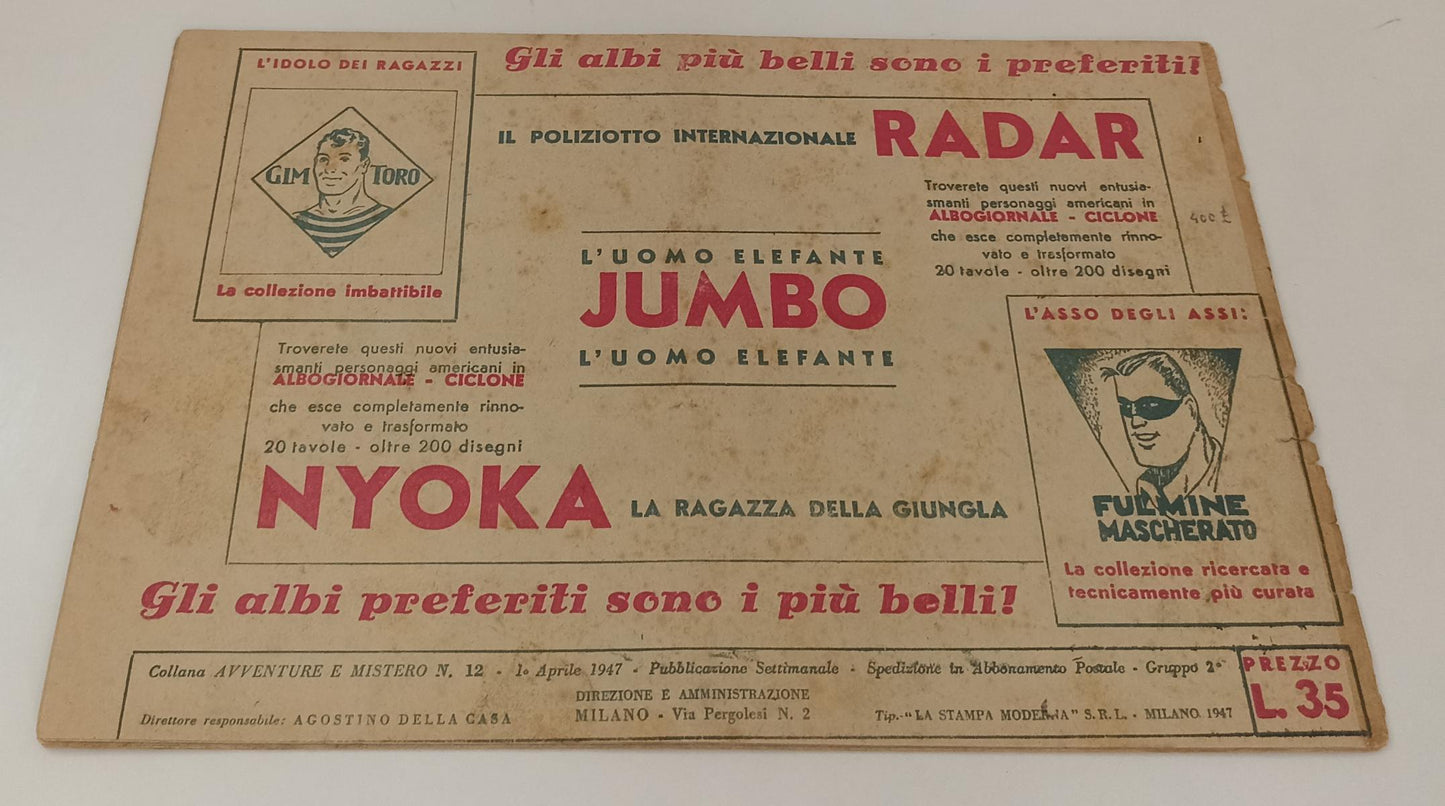 Gli albi più belli sono i preferiti!
L'IDOLO DEI RAGAZZI
GIM TORO
La collezione imbattibile
IL POLIZIOTTO INTERNAZIONALE RADAR
Troverete questi nuovi entusia-
smanti personaggi americani in
ALBOGIORNALE - CICLONE
che esce completamente rinno-
vato e trasformato
20 tavole - oltre 200 disegni
400 £
L'UOMO ELEFANTE
JUMBO
L'UOMO ELEFANTE
L'ASSO DEGLI ASSI:
FULMINE
MASCHERATO
La collezione ricercata e
tecnicamente più curata
Troverete questi nuovi entusia-
smanti personaggi americani in
ALBOGIORNALE - CICLONE
che esce completamente rinno-
vato e trasformato
20 tavole - oltre 200 disegni
NYOKA LA RAGAZZA DELLA GIUNGLA
Gli albi preferiti sono i più belli!
Collana AVVENTURE E MISTERO N. 12 - 1º Aprile 1947 - Pubblicazione Settimanale - Spedizione in Abbonamento Postale - Gruppo 2º
DIREZIONE E AMMINISTRAZIONE
Direttore responsabile: AGOSTINO DELLA CASA
MILANO - Via Pergolesi N. 2
Tip. - "LA STAMPA MODERNA" S.R.L. - MILANO 1947
PREZZO
L. 35